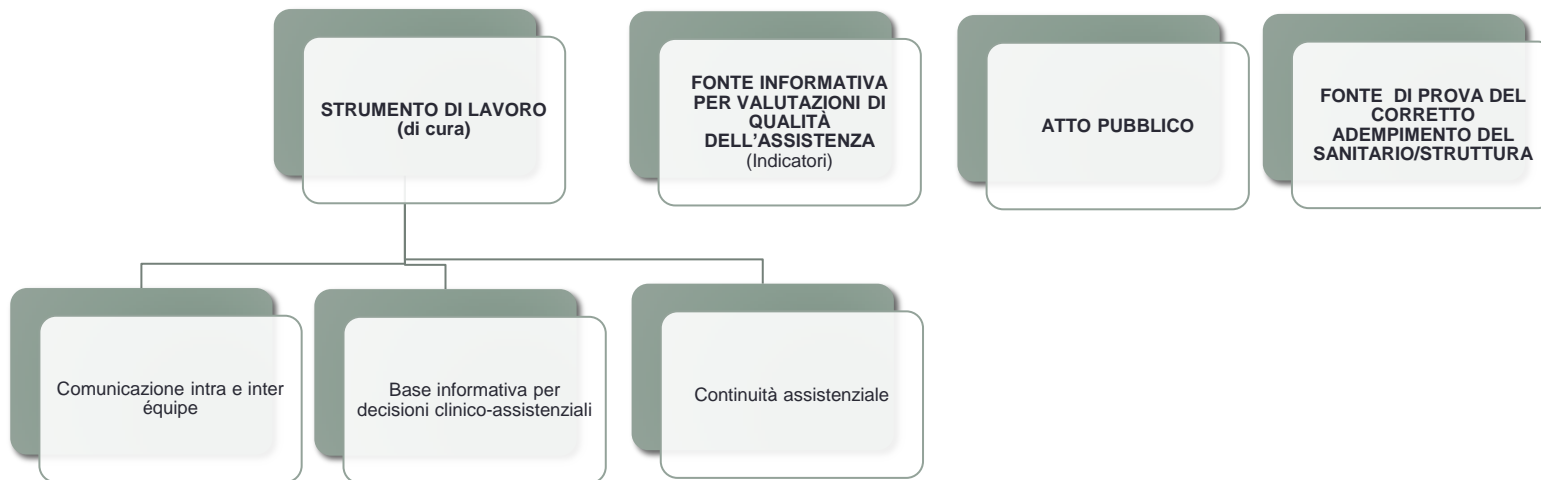 STRUMENTO DI LAVORO
(di cura)
FONTE INFORMATIVA
PER VALUTAZIONI DI
QUALITÀ
DELL'ASSISTENZA
(Indicatori)
ATTO PUBBLICO
FONTE DI PROVA DEL
CORRETTO
ADEMPIMENTO DEL
SANITARIO/STRUTTURA
Comunicazione intra e inter
équipe
Base informativa per
decisioni clinico-assistenziali
Continuità assistenziale